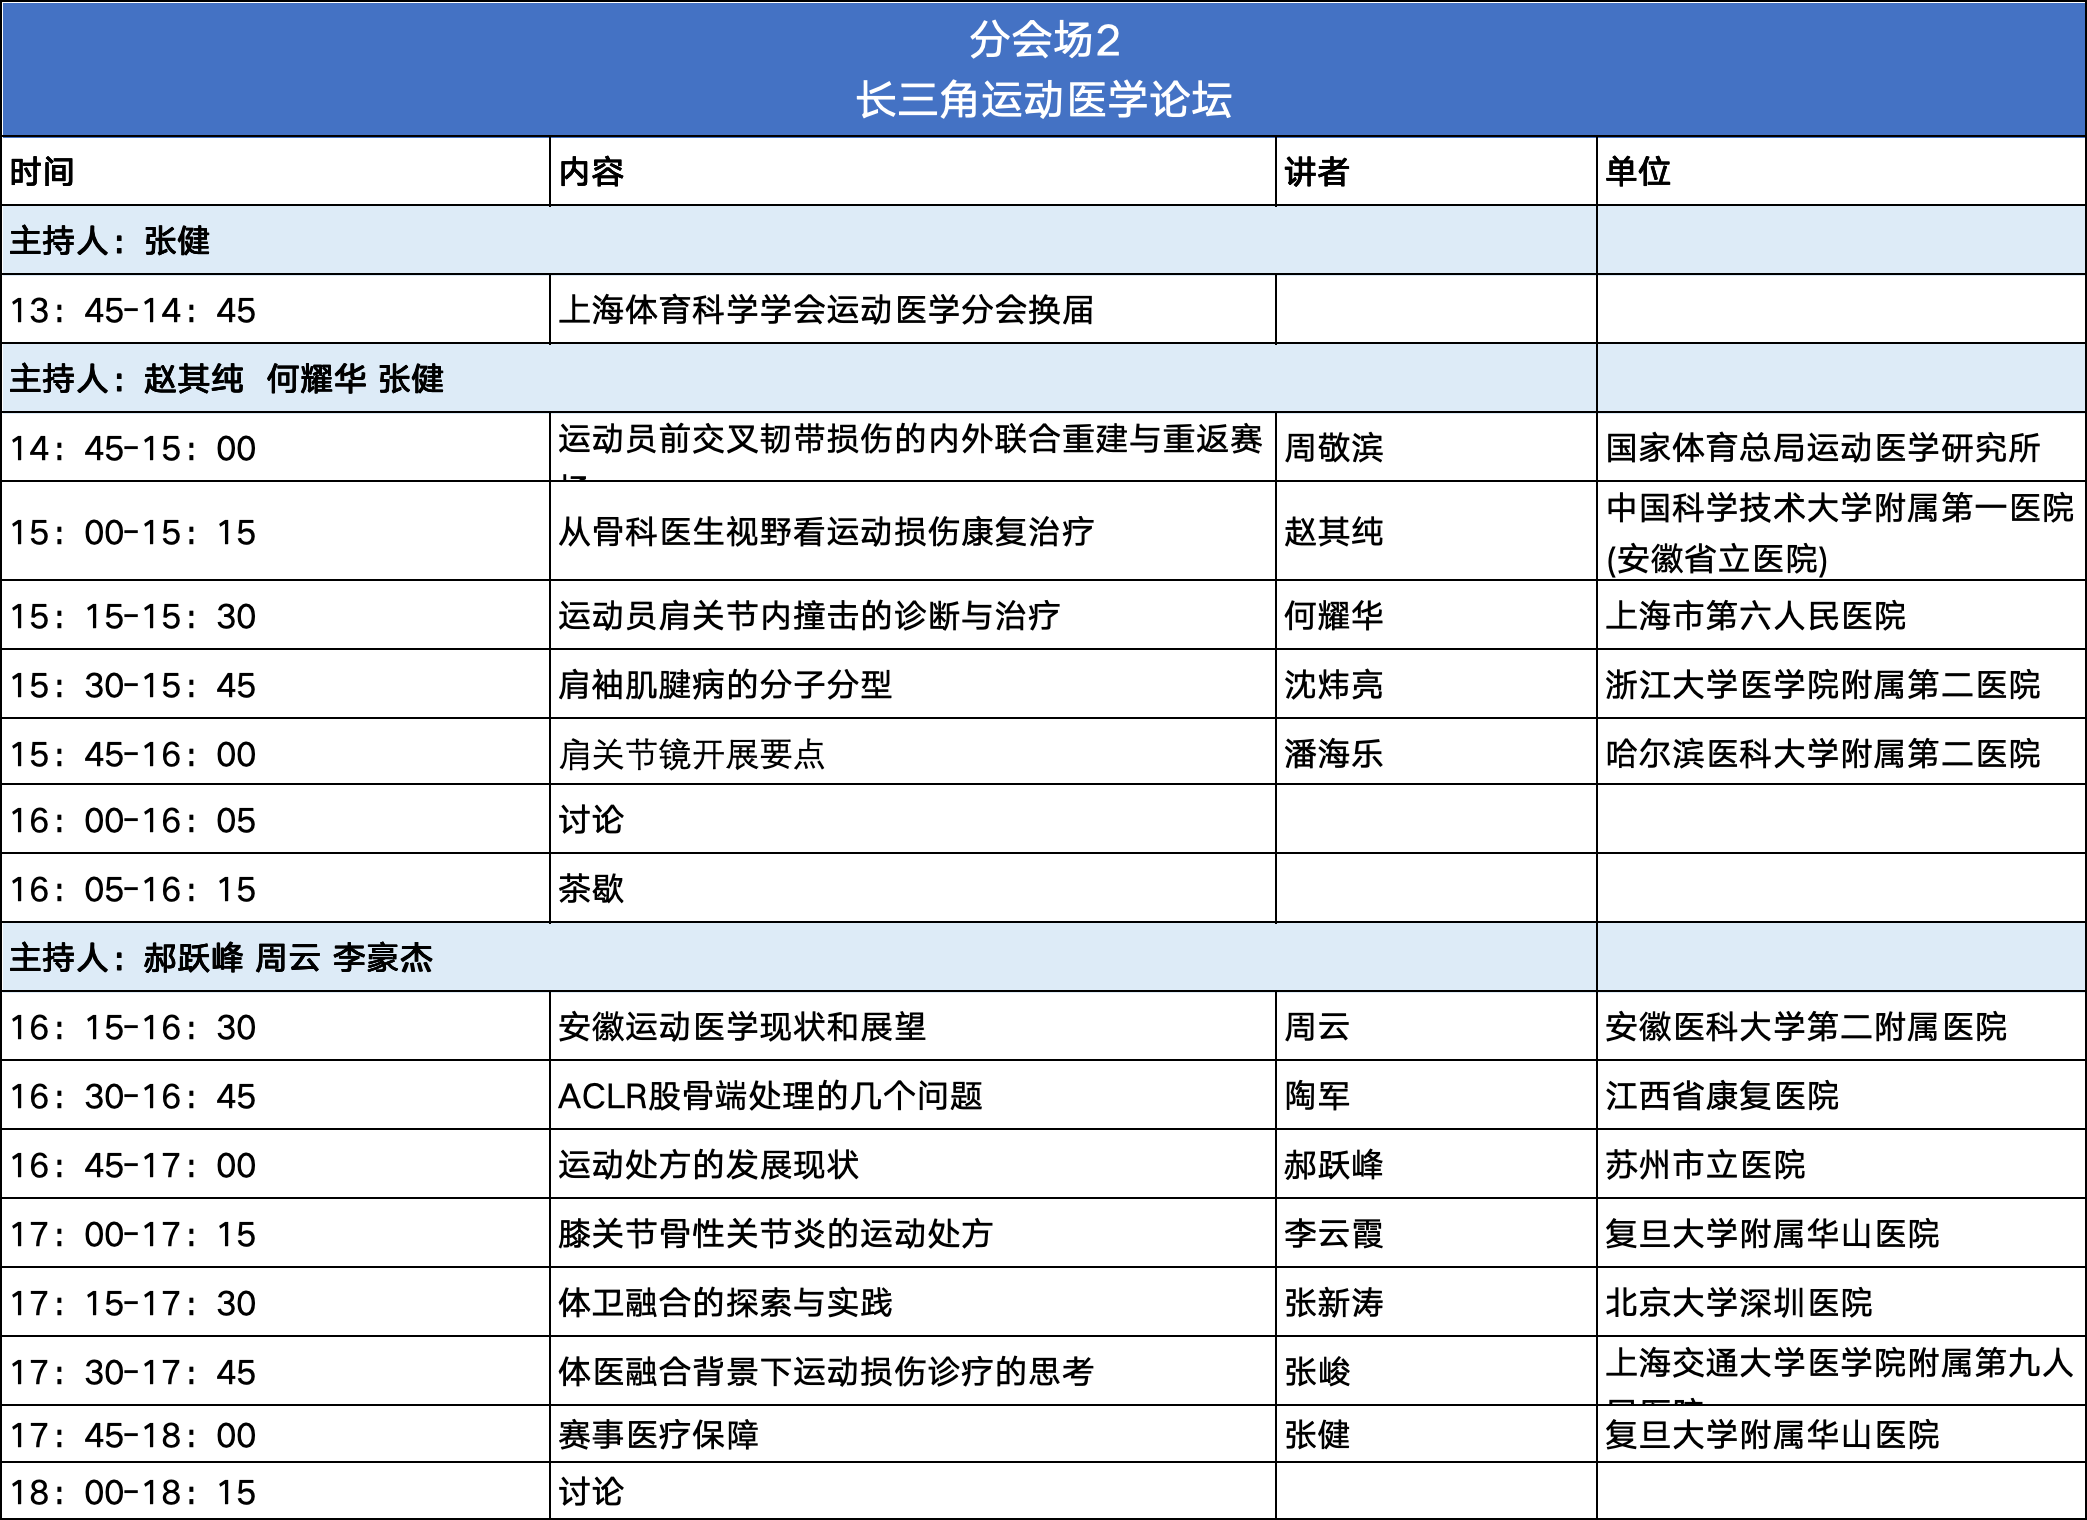 分会场2
长三角运动医学论坛
时间 内容 讲者 单位
主持人：张健
13：45-14：45 上海体育科学学会运动医学分会换届
主持人：赵其纯 何耀华 张健
14：45-15：00 运动员前交叉韧带损伤的内外联合重建与重返赛 周敬滨 国家体育总局运动医学研究所
15：00-15：15 从骨科医生视野看运动损伤康复治疗 赵其纯 中国科学技术大学附属第一医院
(安徽省立医院)
15：15-15：30 运动员肩关节内撞击的诊断与治疗 何耀华 上海市第六人民医院
15：30-15：45 肩袖肌腱病的分子分型 沈炜亮 浙江大学医学院附属第二医院
15：45-16：00 肩关节镜开展要点 潘海乐 哈尔滨医科大学附属第二医院
16：00-16：05 讨论
16：05-16：15 茶歇
主持人：郝跃峰 周云 李豪杰
16：15-16：30 安徽运动医学现状和展望 周云 安徽医科大学第二附属医院
16：30-16：45 ACLR股骨端处理的几个问题 陶军 江西省康复医院
16：45-17：00 运动处方的发展现状 郝跃峰 苏州市立医院
17：00-17：15 膝关节骨性关节炎的运动处方 李云霞 复旦大学附属华山医院
17：15-17：30 体卫融合的探索与实践 张新涛 北京大学深圳医院
17：30-17：45 体医融合背景下运动损伤诊疗的思考 张峻 上海交通大学医学院附属第九人
17：45-18：00 赛事医疗保障 张健 复旦大学附属华山医院
18：00-18：15 讨论